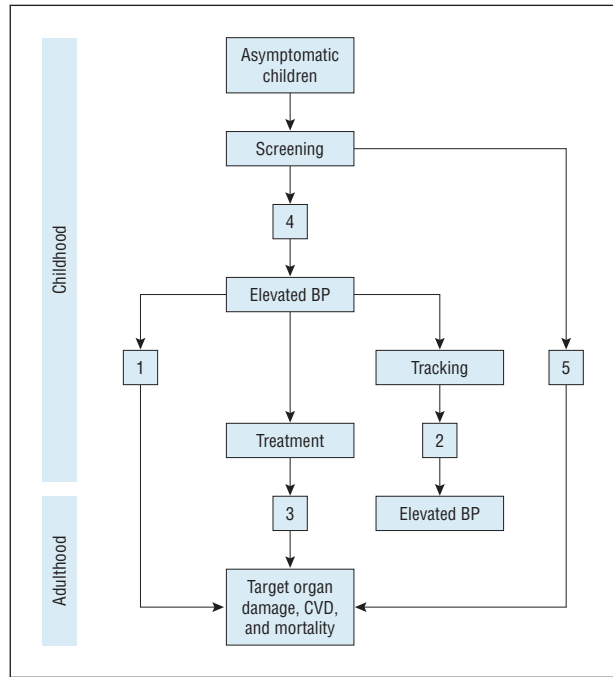 Asymptomatic
children
Screening
4
Elevated BP
1
Tracking
5
Treatment
2
3
Elevated BP
Target organ
damage, CVD,
and mortality
Childhood
Adulthood